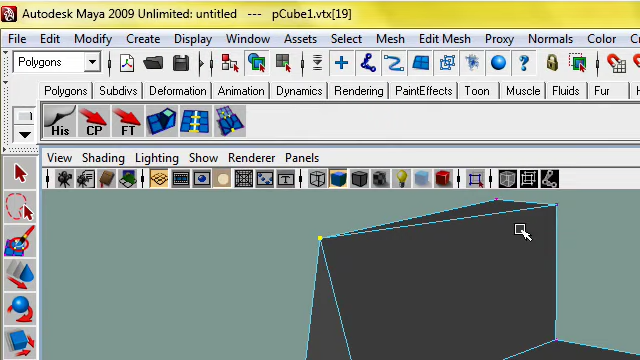 Autodesk Maya 2009 Unlimited: untitled --- pCube1.vtx[19]
File Edit Modify Create Display Window Assets Select Mesh Edit Mesh Proxy Normals Color
Polygons
Polygons Subdivs Deformation Animation Dynamics Rendering PaintEffects Toon Muscle Fluids Fur
His CP FT
View Shading Lighting Show Renderer Panels